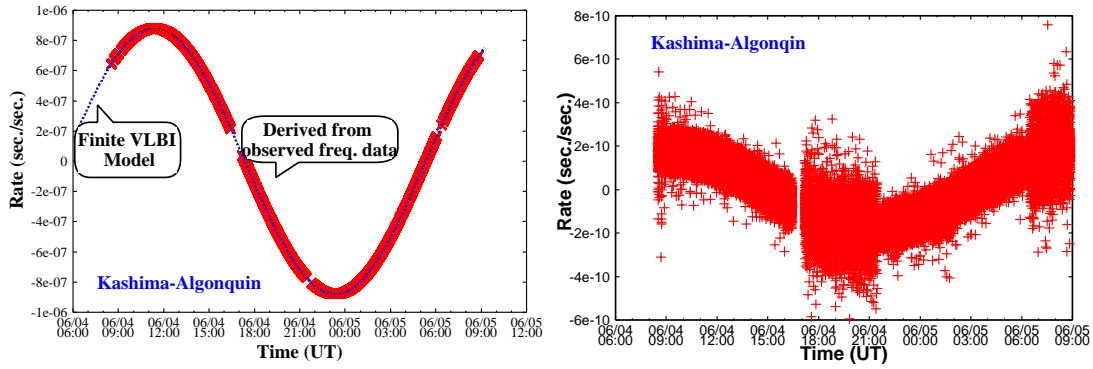 1e-06
8e-07
6e-07
4e-07
2e-07
0
-2e-07
-4e-07
-6e-07
-8e-07
-1e-06
Rate (sec./sec.)
Finite VLBI
Model
Derived from
observed freq. data
Kashima-Algonquin
06/04 06/04 06/04 06/04 06/04 06/05 06/05 06/05 06/05 06/05
06:00 09:00 12:00 15:00 18:00 21:00 00:00 03:00 06:00 09:00 12:00
Time (UT)
8e-10
6e-10
4e-10
2e-10
0
-2e-10
-4e-10
-6e-10
Rate (sec./sec.)
Kashima-Algonqin
06/04 06/04 06/04 06/04 06/04 06/04 06/05 06/05 06/05 06/05
06:00 09:00 12:00 15:00 18:00 21:00 00:00 03:00 06:00 09:00
Time (UT)